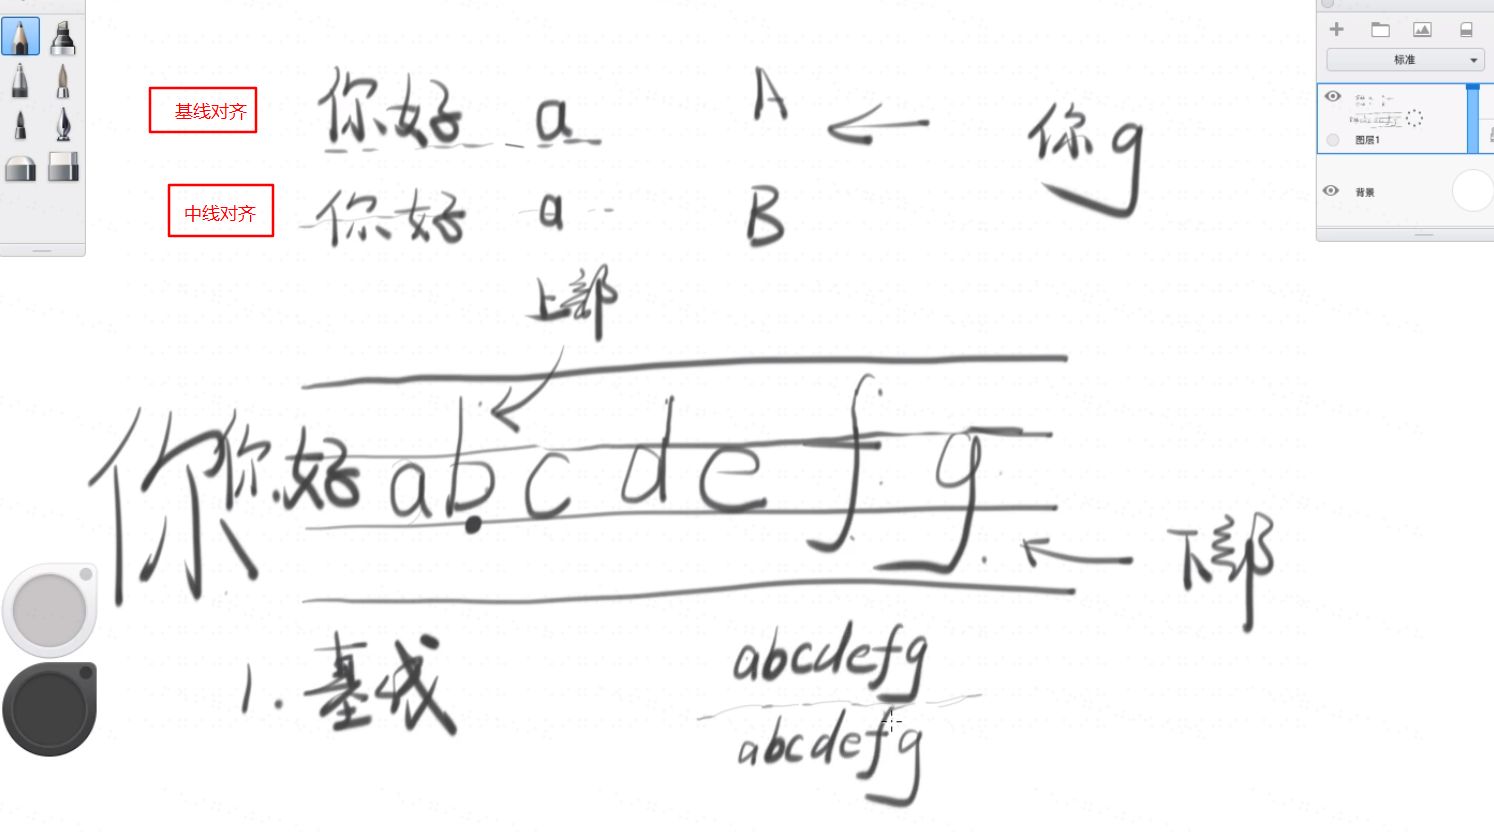 标准
基线对齐 你好 a A ← 你g
图层1
中线对齐 你好 a B
背景
上部
你你好abcdefg
下部
1.基线
abcdefg
abcdefg